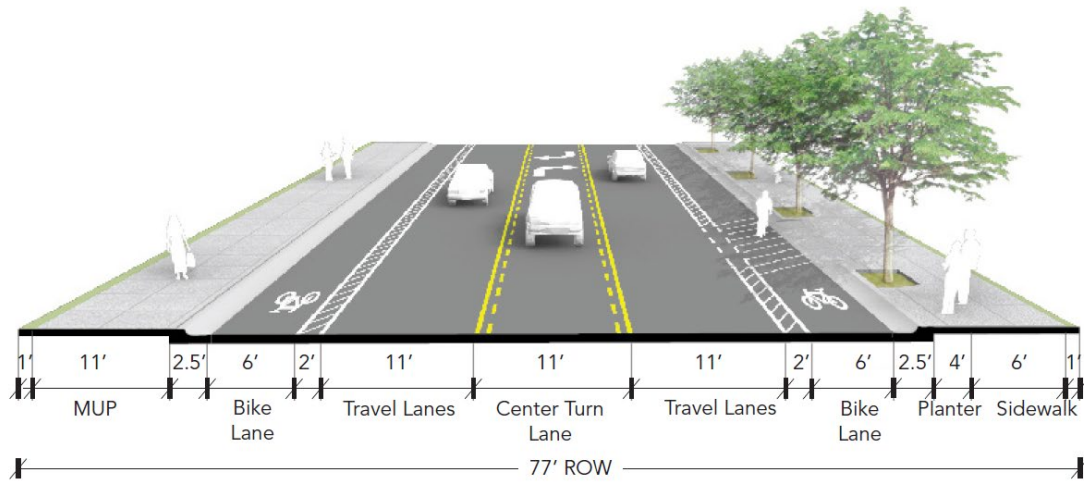 1’ 11’ 2.5’ 6’ 2’ 11’ 11’ 11’ 2’ 6’ 2.5’ 4’ 6’ 1’
MUP Bike Travel Lanes Center Turn Travel Lanes Bike Planter Sidewalk
Lane Lane Lane
77’ ROW